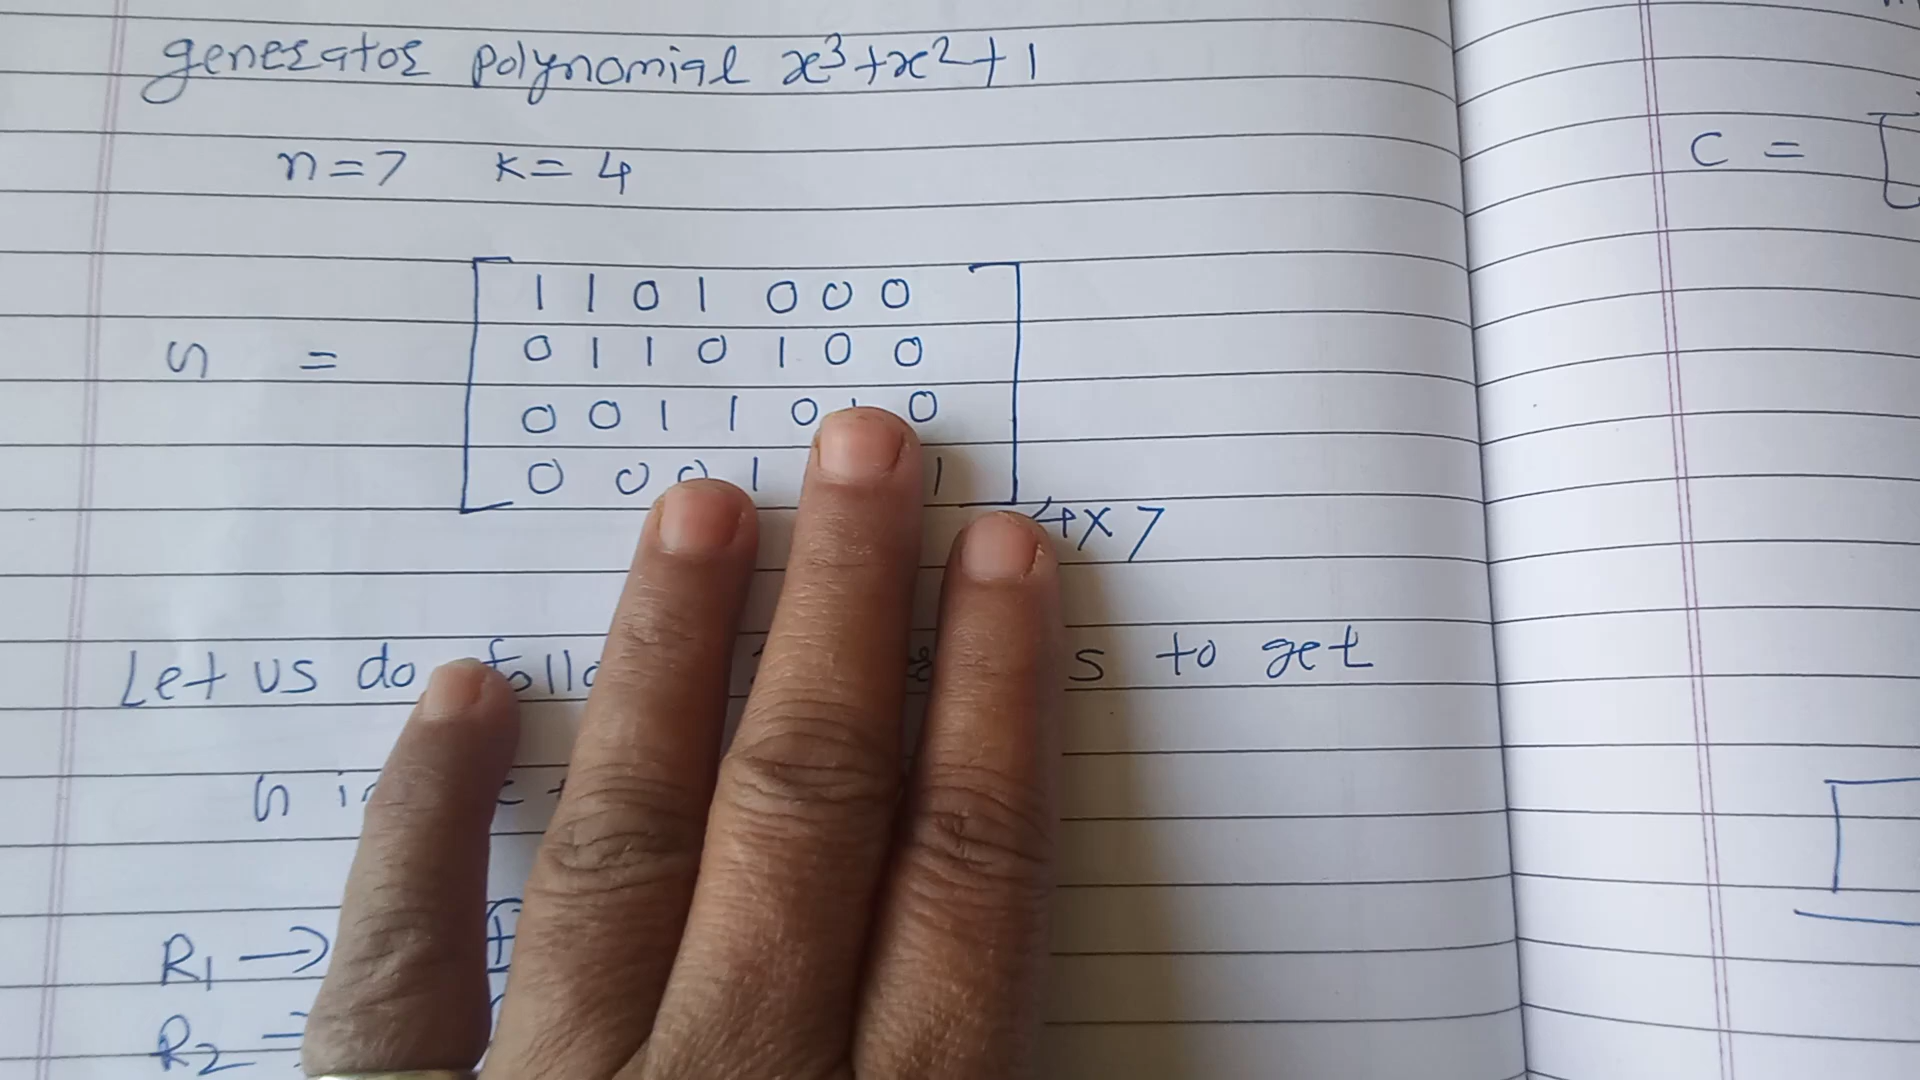 generator polynomial x³+x²+1
n=7 k=4
C =
1 1 0 1 0 0 0
G = 0 1 1 0 1 0 0
0 0 1 1 0 1 0
0 0 0 1 1
4x7
Let us do to get
G
R1 →
R2